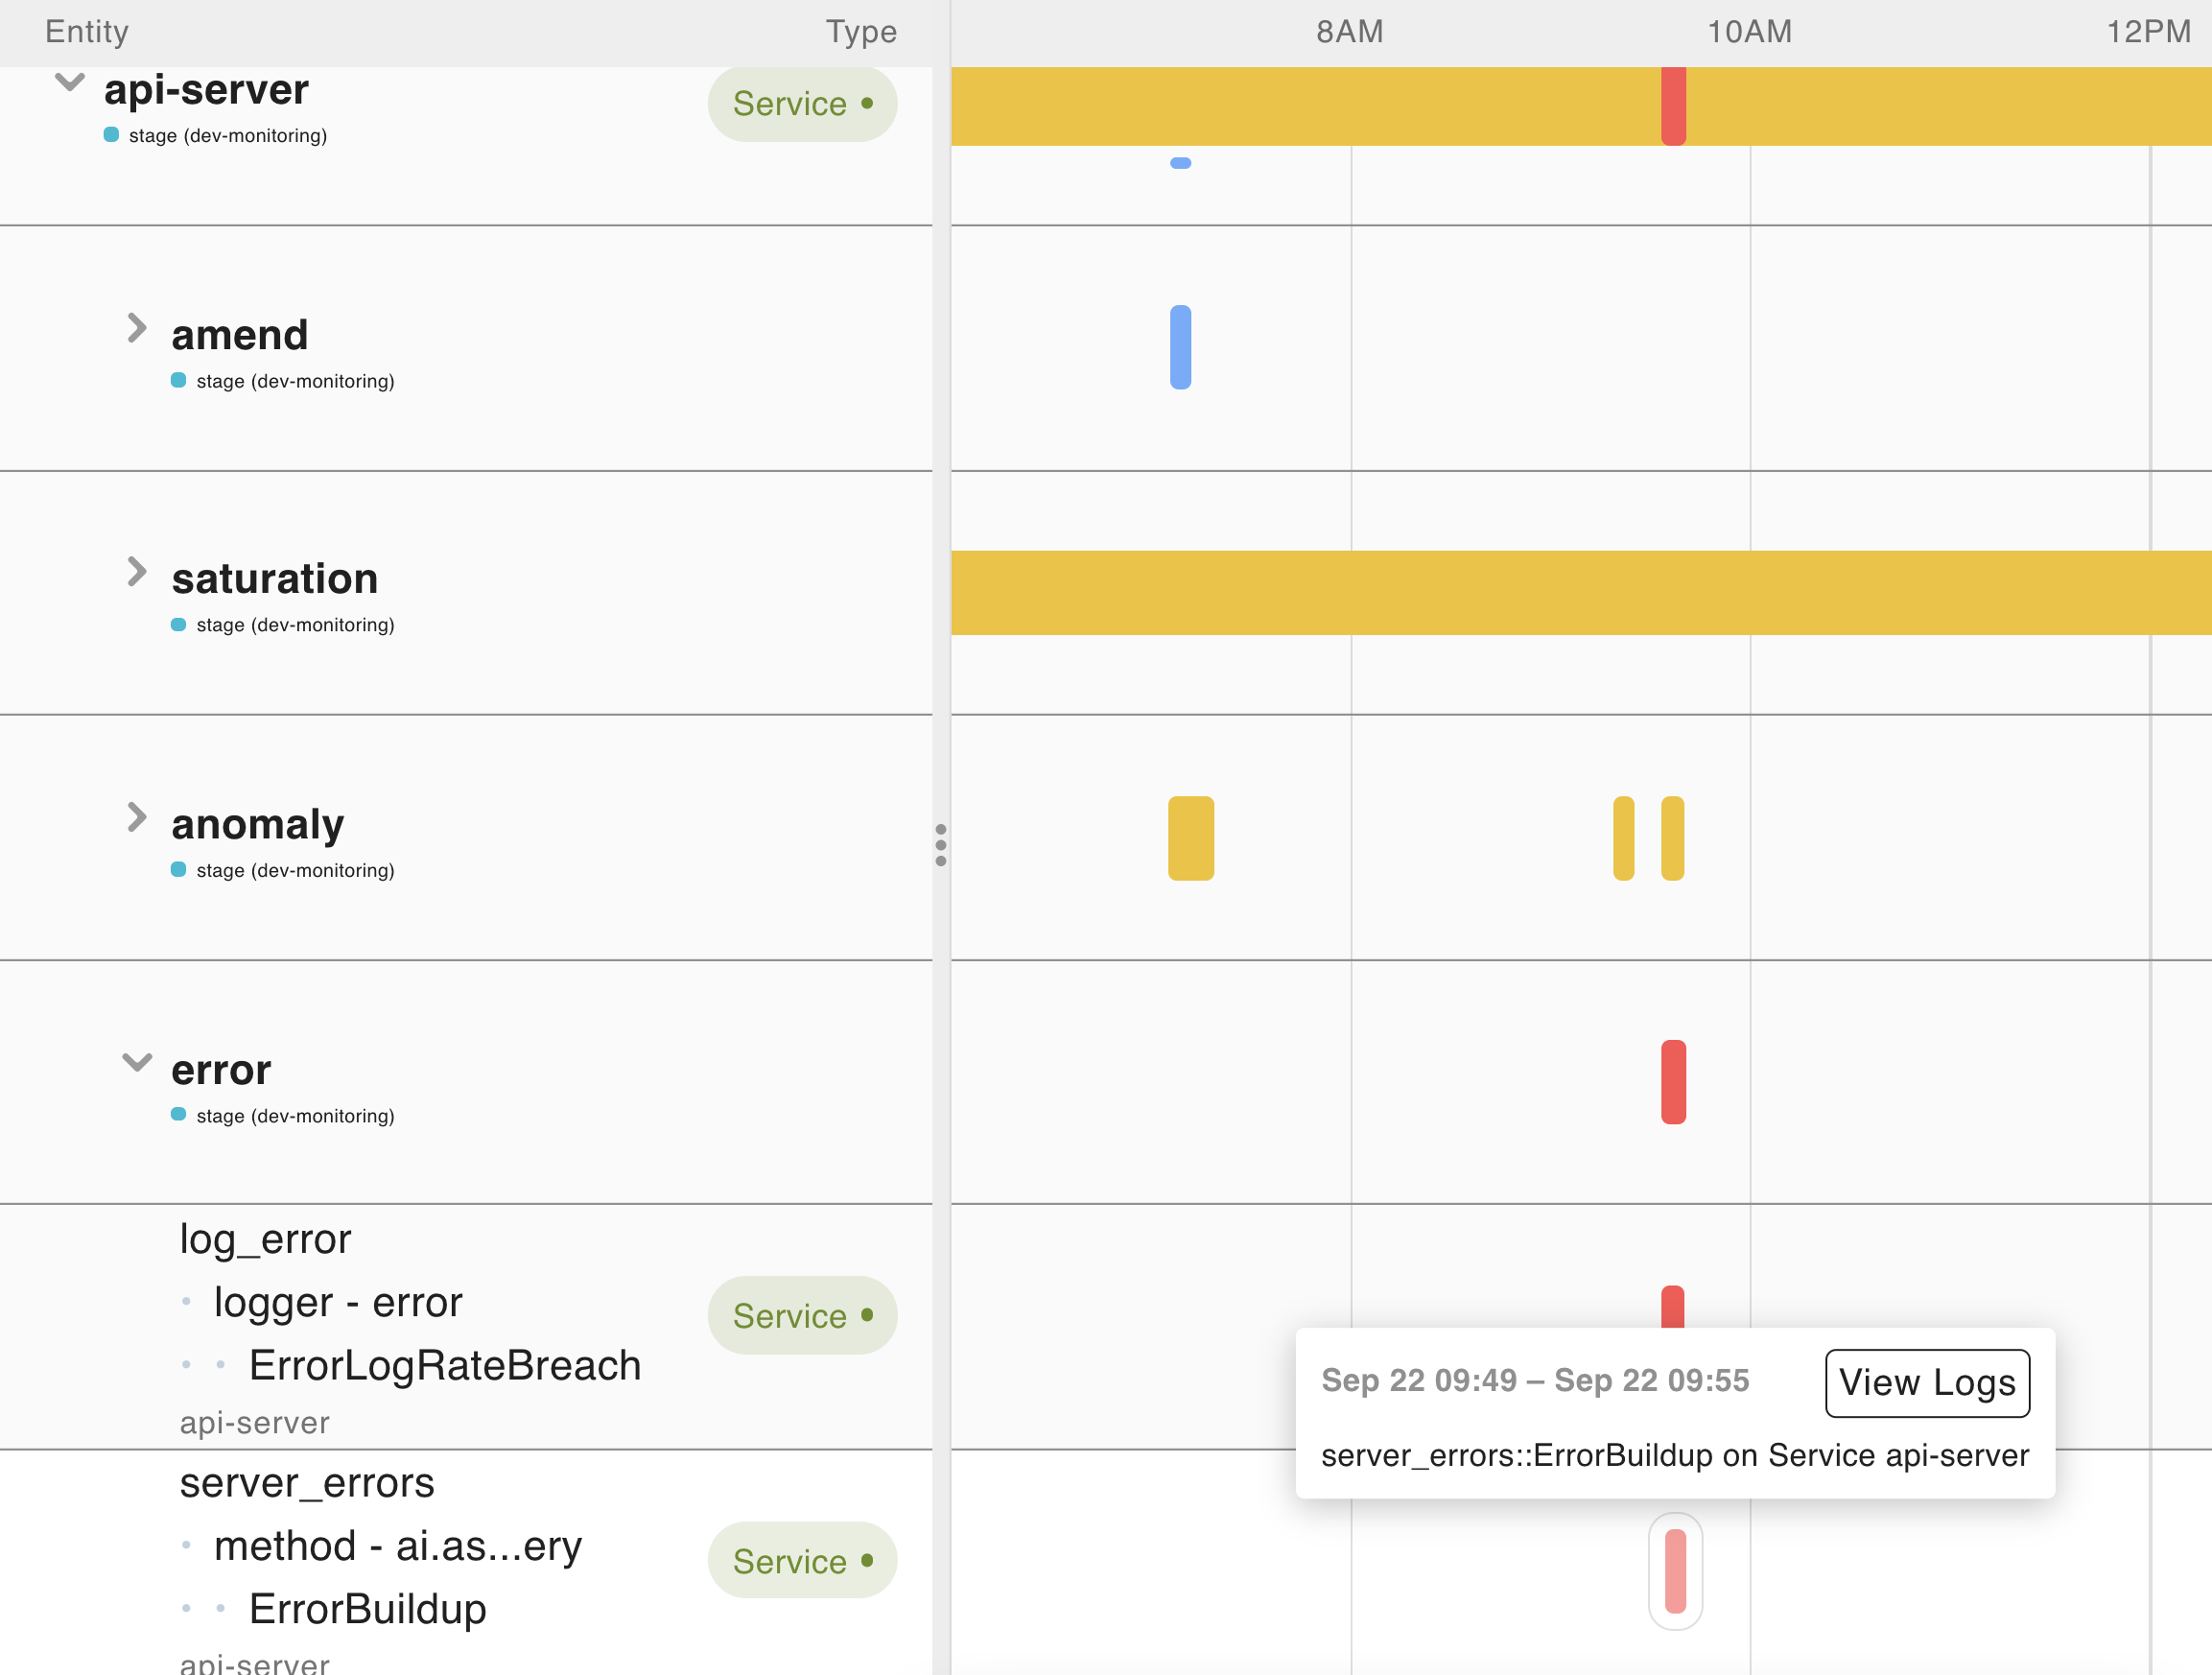 Entity Type 8AM 10AM 12PM
api-server
Service
stage (dev-monitoring)
amend
stage (dev-monitoring)
saturation
stage (dev-monitoring)
anomaly
stage (dev-monitoring)
error
stage (dev-monitoring)
log_error
logger - error
Service
ErrorLogRateBreach
api-server
Sep 22 09:49 – Sep 22 09:55
View Logs
server_errors::ErrorBuildup on Service api-server
server_errors
method - ai.as...ery
Service
ErrorBuildup
api-server